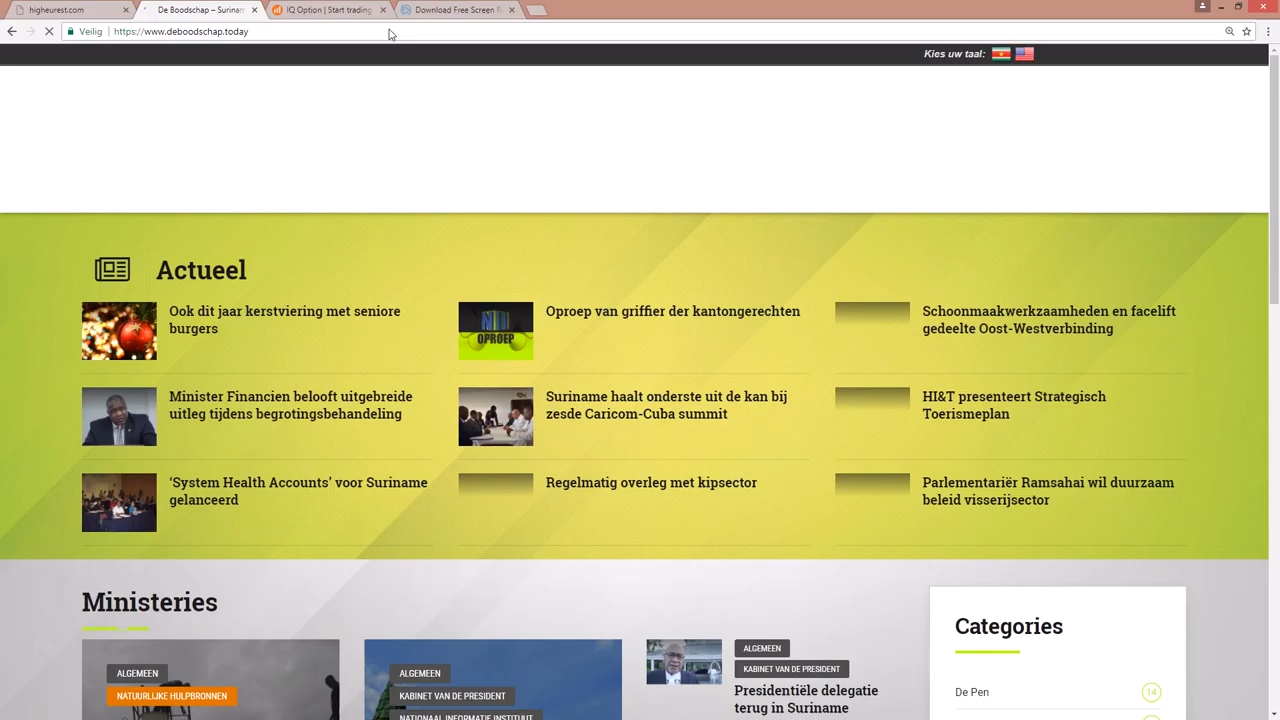 highheurest.com
De Boodschap – Surinam
IQ Option | Start trading
Download Free Screen R
Veilig
https://www.deboodschap.today
Kies uw taal:
Actueel
Ook dit jaar kerstviering met seniore
burgers
Oproep van griffier der kantongerechten
Schoonmaakwerkzaamheden en facelift
gedeelte Oost-Westverbinding
OPROEP
Minister Financien belooft uitgebreide
uitleg tijdens begrotingsbehandeling
Suriname haalt onderste uit de kan bij
zesde Caricom-Cuba summit
HI&T presenteert Strategisch
Toerismeplan
‘System Health Accounts’ voor Suriname
gelanceerd
Regelmatig overleg met kipsector
Parlementariër Ramsahai wil duurzaam
beleid visserijsector
Ministeries
ALGEMEEN
NATUURLIJKE HULPBRONNEN
ALGEMEEN
KABINET VAN DE PRESIDENT
NATIONAAL INFORMATIE INSTITUUT
ALGEMEEN
KABINET VAN DE PRESIDENT
Presidentiële delegatie
terug in Suriname
Categories
De Pen
14